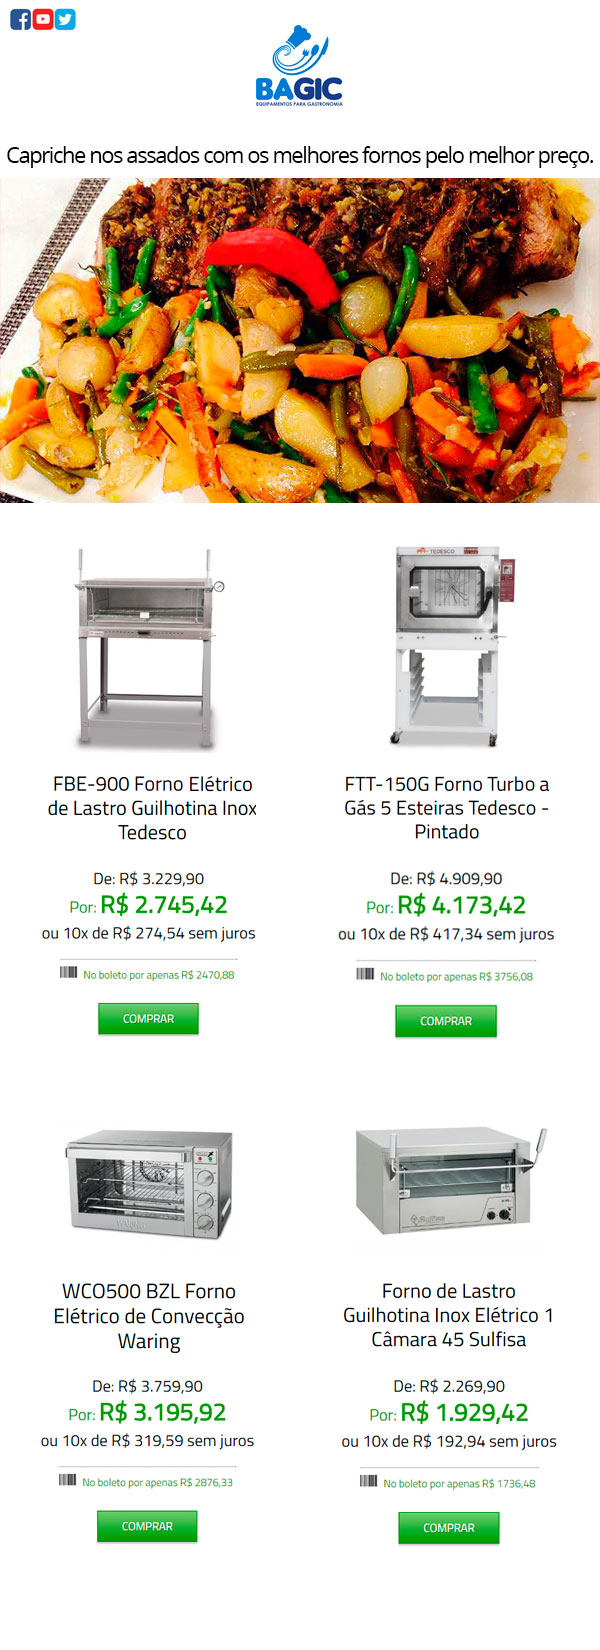 BAGIC
EQUIPAMENTOS PARA GASTRONOMIA
Capriche nos assados com os melhores fornos pelo melhor preço.
TEDESCO
FBE-900 Forno Elétrico
de Lastro Guilhotina Inox
Tedesco
De: R$ 3.229,90
Por: R$ 2.745,42
ou 10x de R$ 274,54 sem juros
No boleto por apenas R$ 2470,88
COMPRAR
FTT-150G Forno Turbo a
Gás 5 Esteiras Tedesco -
Pintado
De: R$ 4.909,90
Por: R$ 4.173,42
ou 10x de R$ 417,34 sem juros
No boleto por apenas R$ 3756,08
COMPRAR
WARING
WCO500 BZL Forno
Elétrico de Convecção
Waring
De: R$ 3.759,90
Por: R$ 3.195,92
ou 10x de R$ 319,59 sem juros
No boleto por apenas R$ 2876,33
COMPRAR
Sulfisa
Forno de Lastro
Guilhotina Inox Elétrico 1
Câmara 45 Sulfisa
De: R$ 2.269,90
Por: R$ 1.929,42
ou 10x de R$ 192,94 sem juros
No boleto por apenas R$ 1736,48
COMPRAR